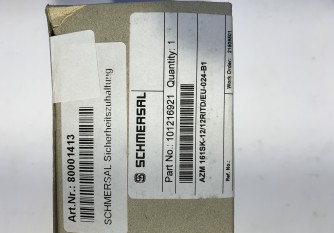 Art.Nr.: 80001413
SCHMERSAL Sicherheitszuhaltung
SCHMERSAL
Part No.: 101216921 Quantity: 1
AZM 161SK-12/12RITD/EU-024-B1
Ref. No.:
Work Order: